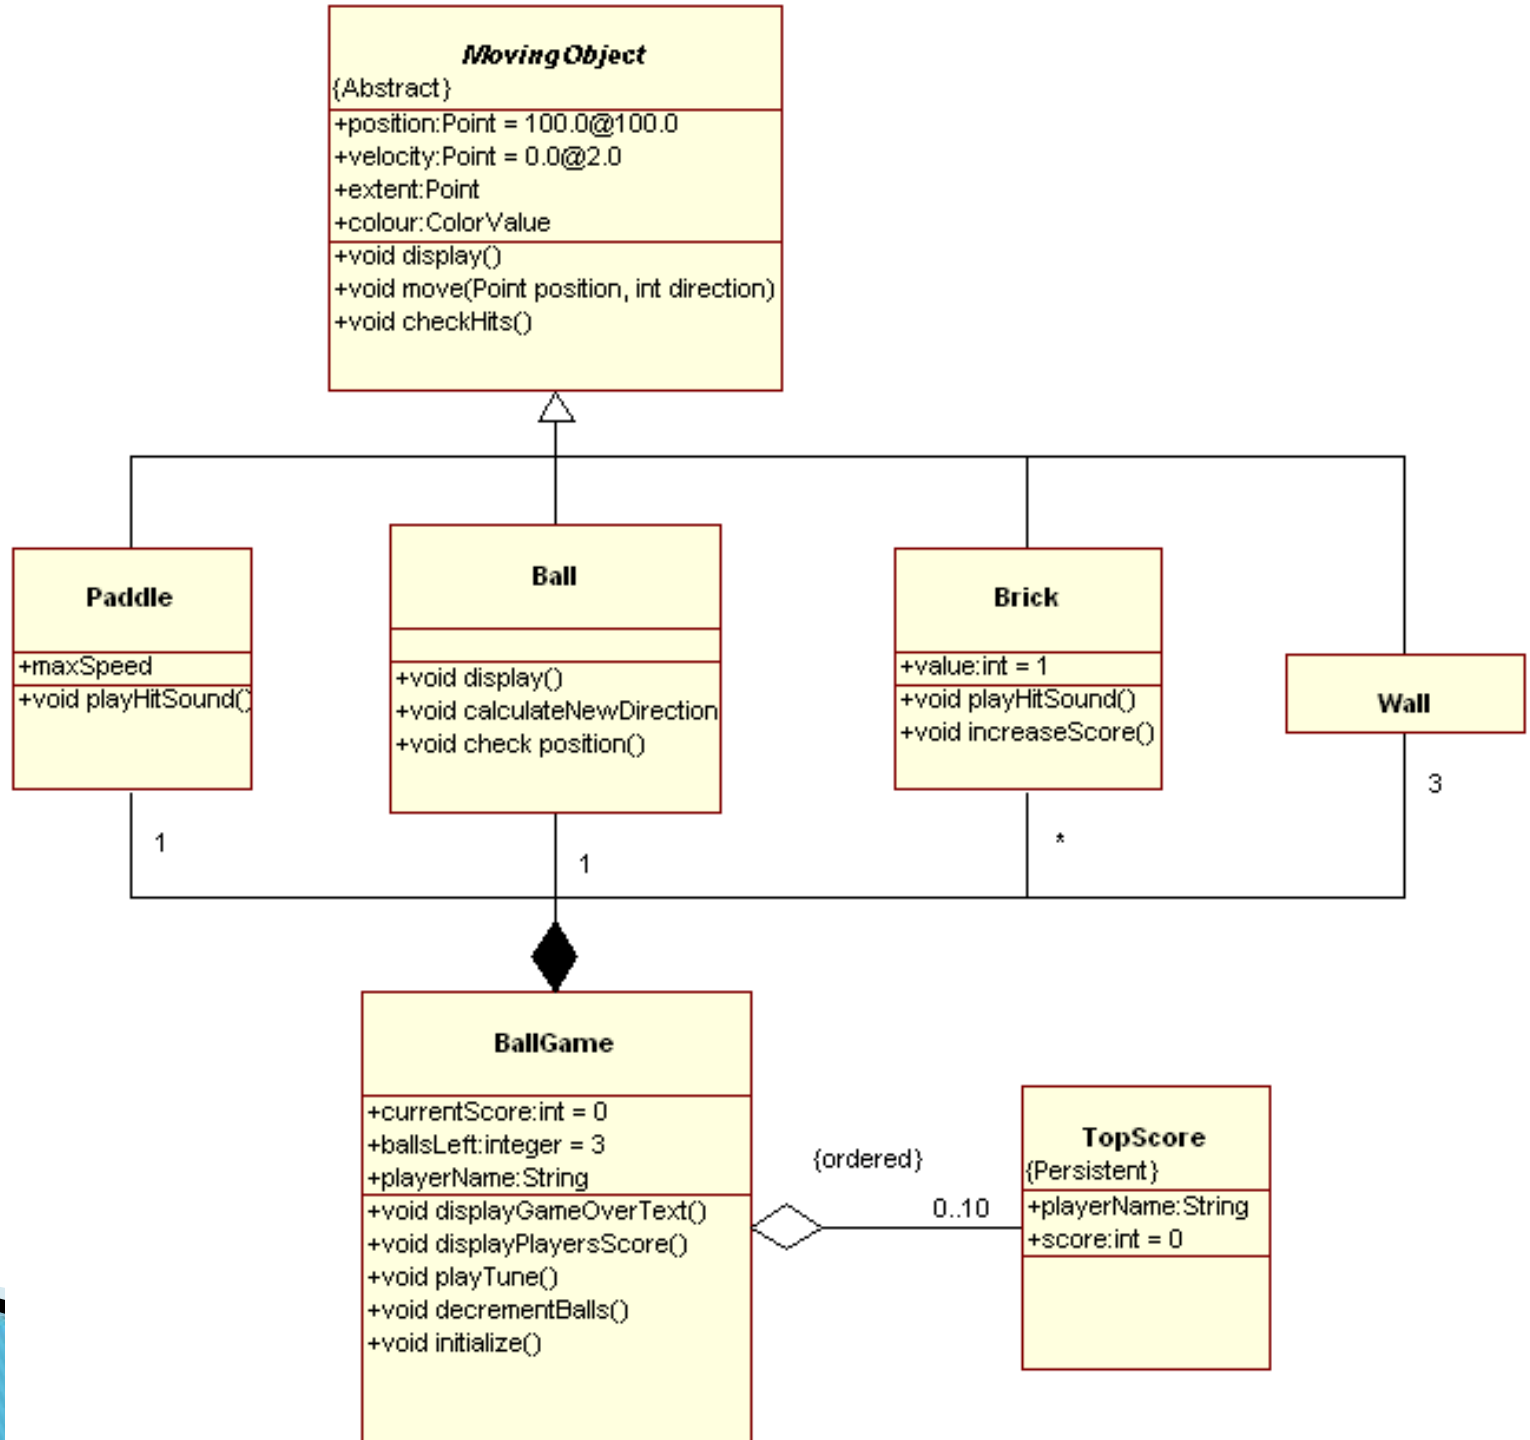 MovingObject
{Abstract}
+position:Point = 100.0@100.0
+velocity:Point = 0.0@2.0
+extent:Point
+colour:ColorValue
+void display()
+void move(Point position, int direction)
+void checkHits()
Paddle
+maxSpeed
+void playHitSound()
1
Ball
+void display()
+void calculateNewDirection
+void check position()
1
Brick
+value:int = 1
+void playHitSound()
+void increaseScore()
*
Wall
3
BallGame
+currentScore:int = 0
+ballsLeft:integer = 3
+playerName:String
+void displayGameOverText()
+void displayPlayersScore()
+void playTune()
+void decrementBalls()
+void initialize()
{ordered}
0..10
TopScore
{Persistent}
+playerName:String
+score:int = 0